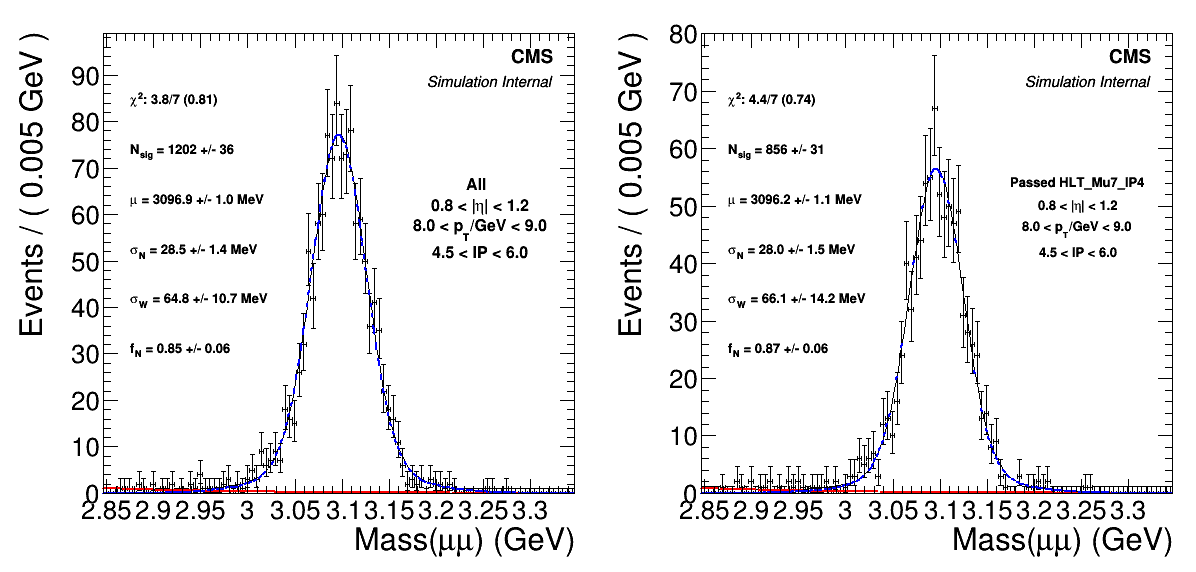 CMS
Simulation Internal
χ²: 3.8/7 (0.81)
N_sig = 1202 +/- 36
μ = 3096.9 +/- 1.0 MeV
σ_N = 28.5 +/- 1.4 MeV
σ_W = 64.8 +/- 10.7 MeV
f_N = 0.85 +/- 0.06
All
0.8 < |η| < 1.2
8.0 < p_T/GeV < 9.0
4.5 < IP < 6.0
Events / ( 0.005 GeV )
90
80
70
60
50
40
30
20
10
0
2.85 2.9 2.95 3 3.05 3.1 3.15 3.2 3.25 3.3
Mass(μμ) (GeV)
CMS
Simulation Internal
χ²: 4.4/7 (0.74)
N_sig = 856 +/- 31
μ = 3096.2 +/- 1.1 MeV
σ_N = 28.0 +/- 1.5 MeV
σ_W = 66.1 +/- 14.2 MeV
f_N = 0.87 +/- 0.06
Passed HLT_Mu7_IP4
0.8 < |η| < 1.2
8.0 < p_T/GeV < 9.0
4.5 < IP < 6.0
Events / ( 0.005 GeV )
80
70
60
50
40
30
20
10
0
2.85 2.9 2.95 3 3.05 3.1 3.15 3.2 3.25 3.3
Mass(μμ) (GeV)